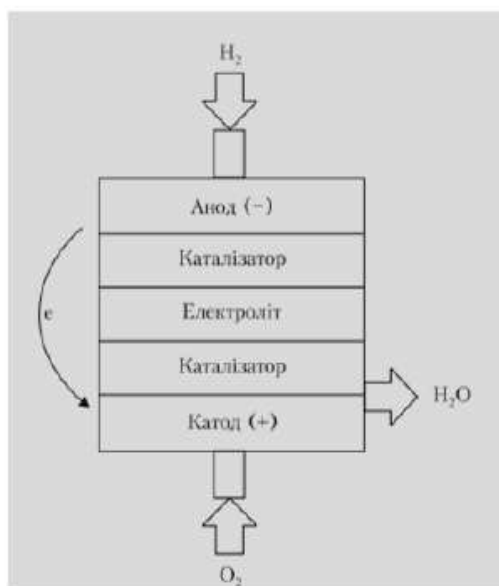 H₂
Анод (−)
Каталізатор
e
Електроліт
Каталізатор
H₂O
Катод (+)
O₂